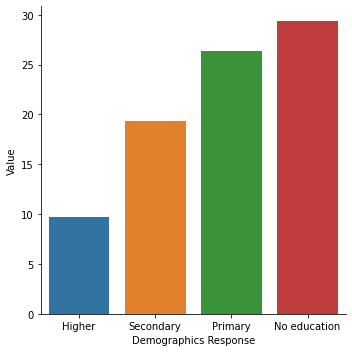 30
25
20
15
10
5
0
Value
Higher
Secondary
Primary
No education
Demographics Response